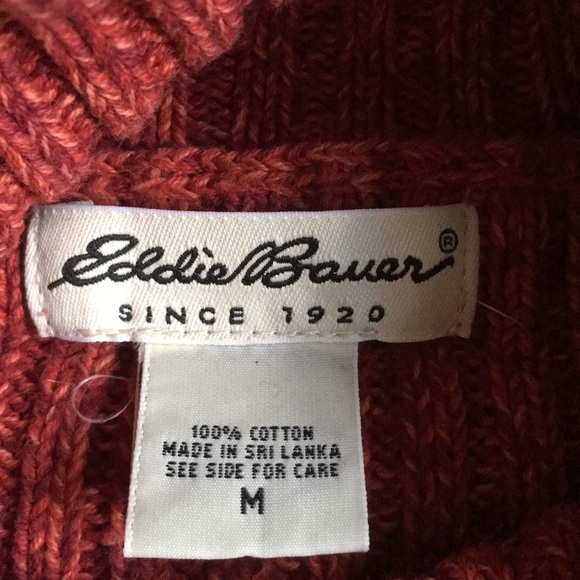 Eddie Bauer®
SINCE 1920
100% COTTON
MADE IN SRI LANKA
SEE SIDE FOR CARE
M